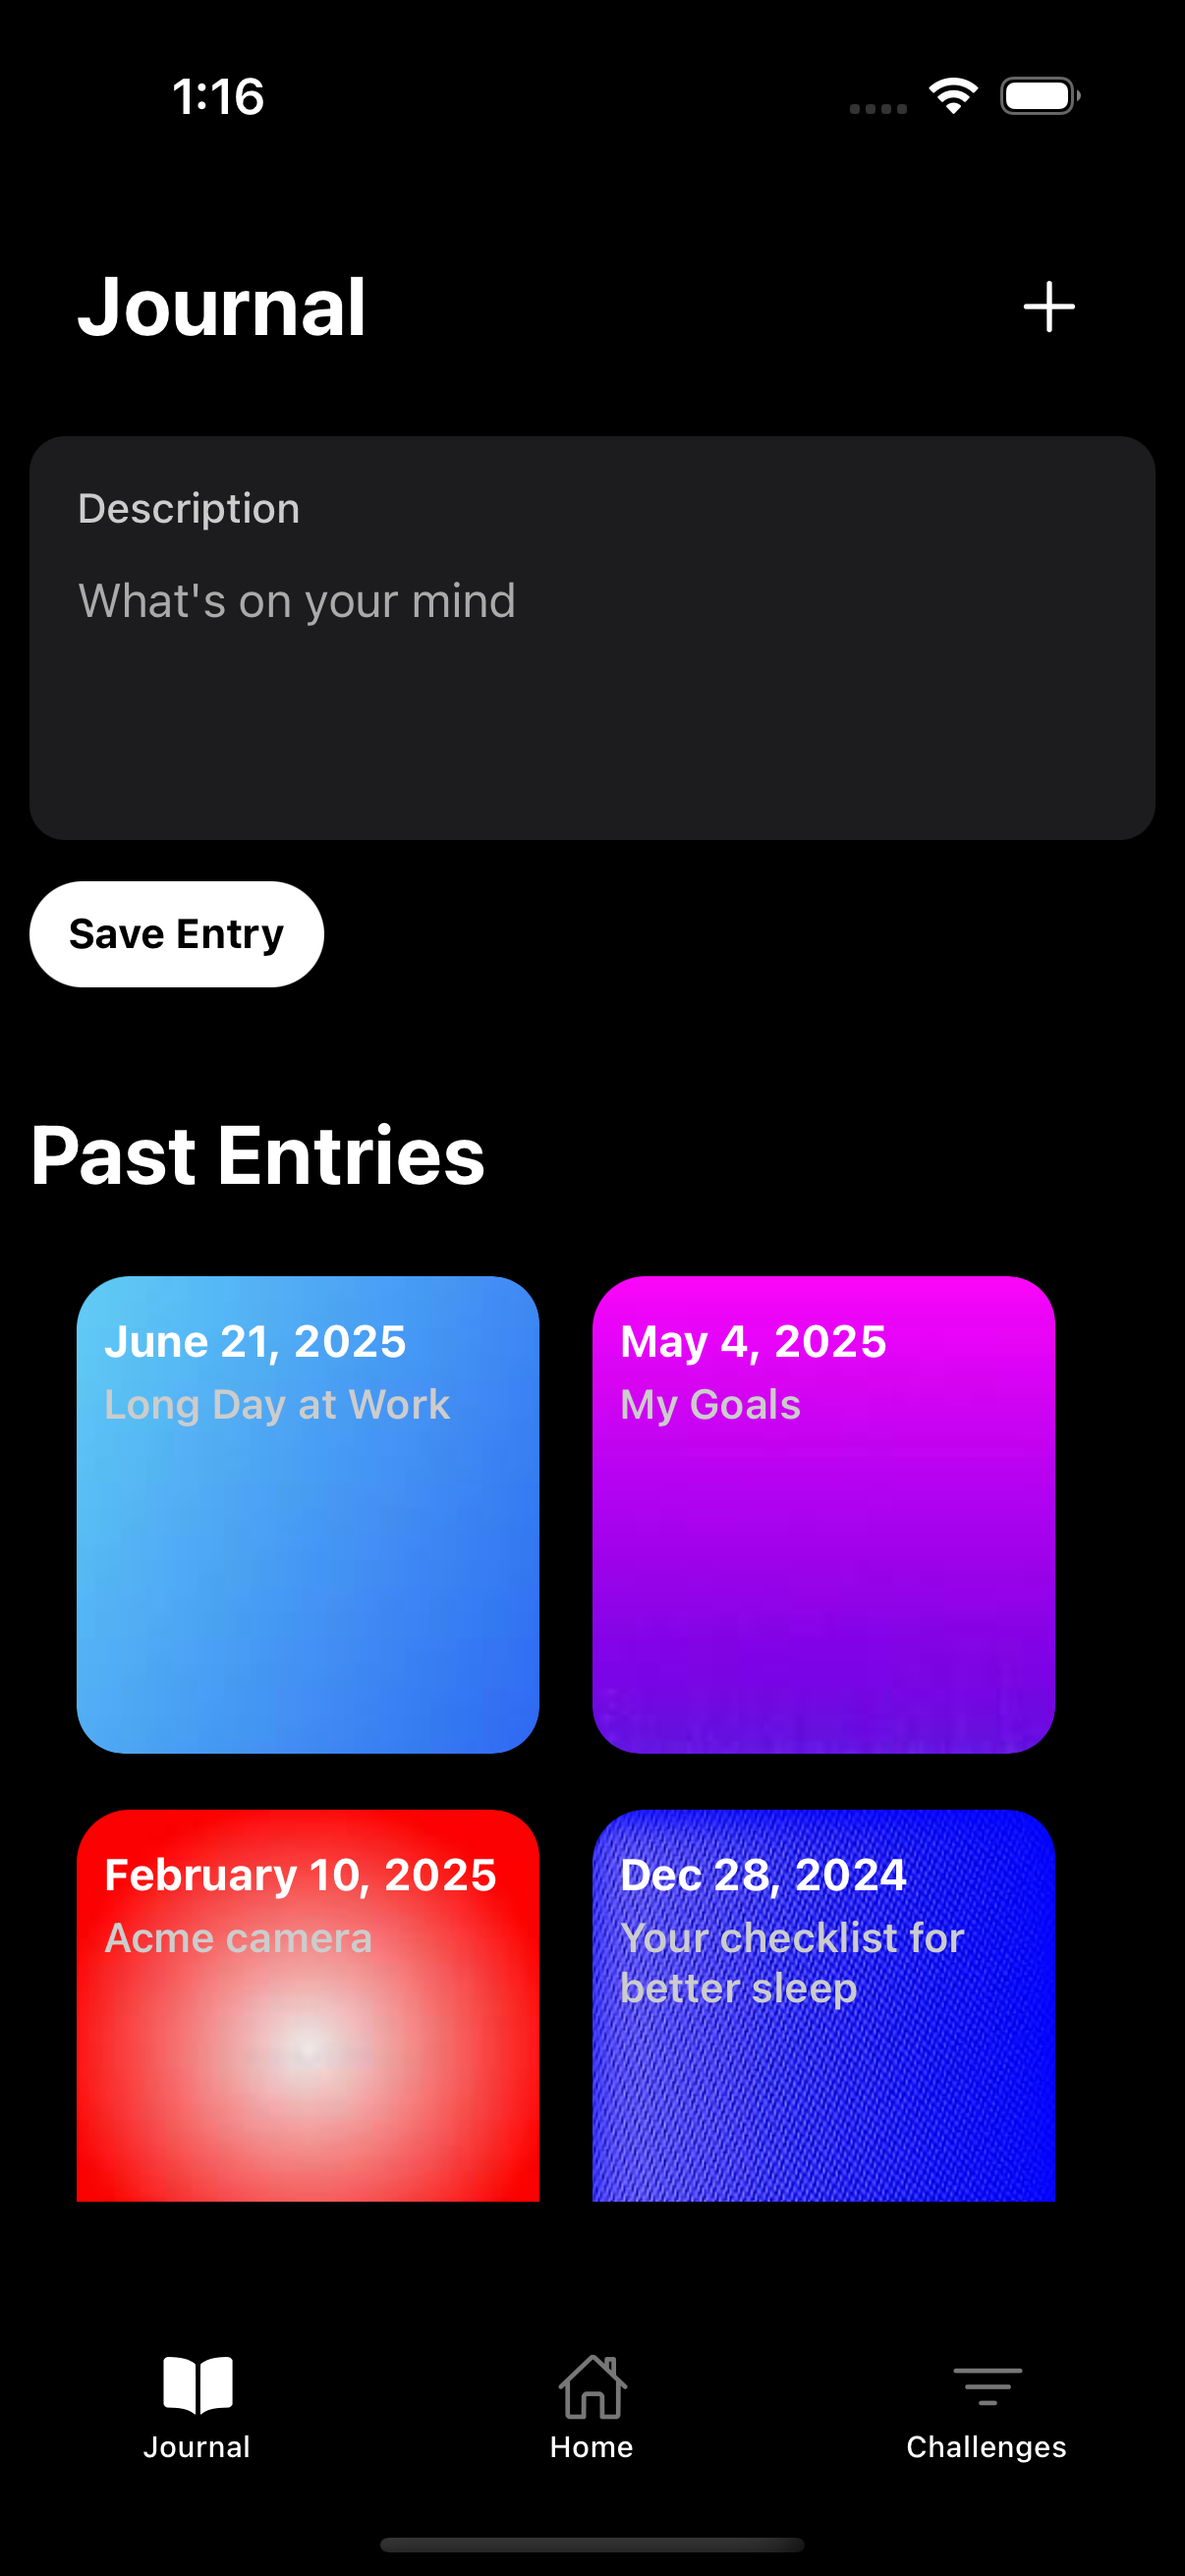 1:16
Journal
Description
What's on your mind
Save Entry
Past Entries
June 21, 2025
Long Day at Work
May 4, 2025
My Goals
February 10, 2025
Acme camera
Dec 28, 2024
Your checklist for
better sleep
Journal
Home
Challenges